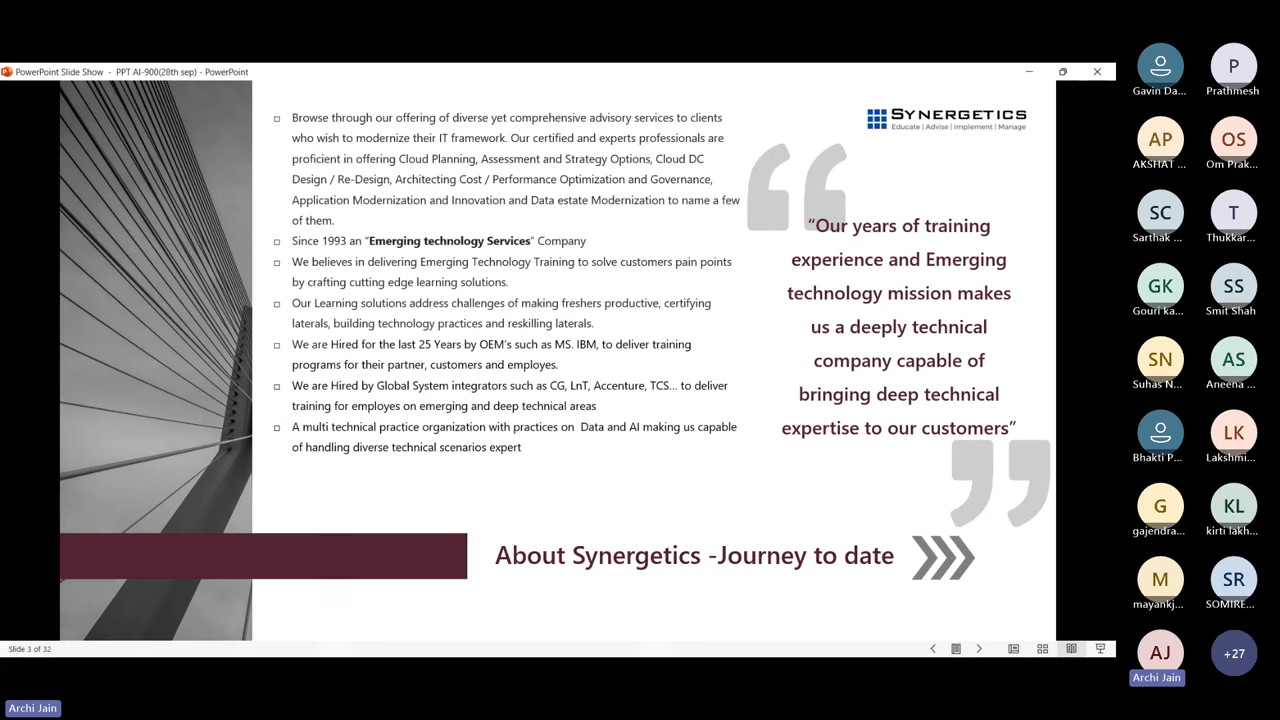 PowerPoint Slide Show - PPT AI-900(28th sep) - PowerPoint
Browse through our offering of diverse yet comprehensive advisory services to clients
who wish to modernize their IT framework. Our certified and experts professionals are
proficient in offering Cloud Planning, Assessment and Strategy Options, Cloud DC
Design / Re-Design, Architecting Cost / Performance Optimization and Governance,
Application Modernization and Innovation and Data estate Modernization to name a few
of them.
Since 1993 an “Emerging technology Services” Company
We believes in delivering Emerging Technology Training to solve customers pain points
by crafting cutting edge learning solutions.
Our Learning solutions address challenges of making freshers productive, certifying
laterals, building technology practices and reskilling laterals.
We are Hired for the last 25 Years by OEM’s such as MS. IBM, to deliver training
programs for their partner, customers and employes.
We are Hired by Global System integrators such as CG, LnT, Accenture, TCS... to deliver
training for employes on emerging and deep technical areas
A multi technical practice organization with practices on Data and AI making us capable
of handling diverse technical scenarios expert
SYNERGETICS
Educate | Advise | Implement | Manage
“Our years of training
experience and Emerging
technology mission makes
us a deeply technical
company capable of
bringing deep technical
expertise to our customers”
About Synergetics -Journey to date
Slide 3 of 32
Gavin Da...
P
Prathmesh
AP
AKSHAT ...
OS
Om Prak...
SC
Sarthak ...
T
Thukkar...
GK
Gouri ka...
SS
Smit Shah
SN
Suhas N...
AS
Aneena ...
Bhakti P...
LK
Lakshmi...
G
gajendra...
KL
kirti lakh...
M
mayankj...
SR
SOMIRE...
AJ
Archi Jain
+27
Archi Jain